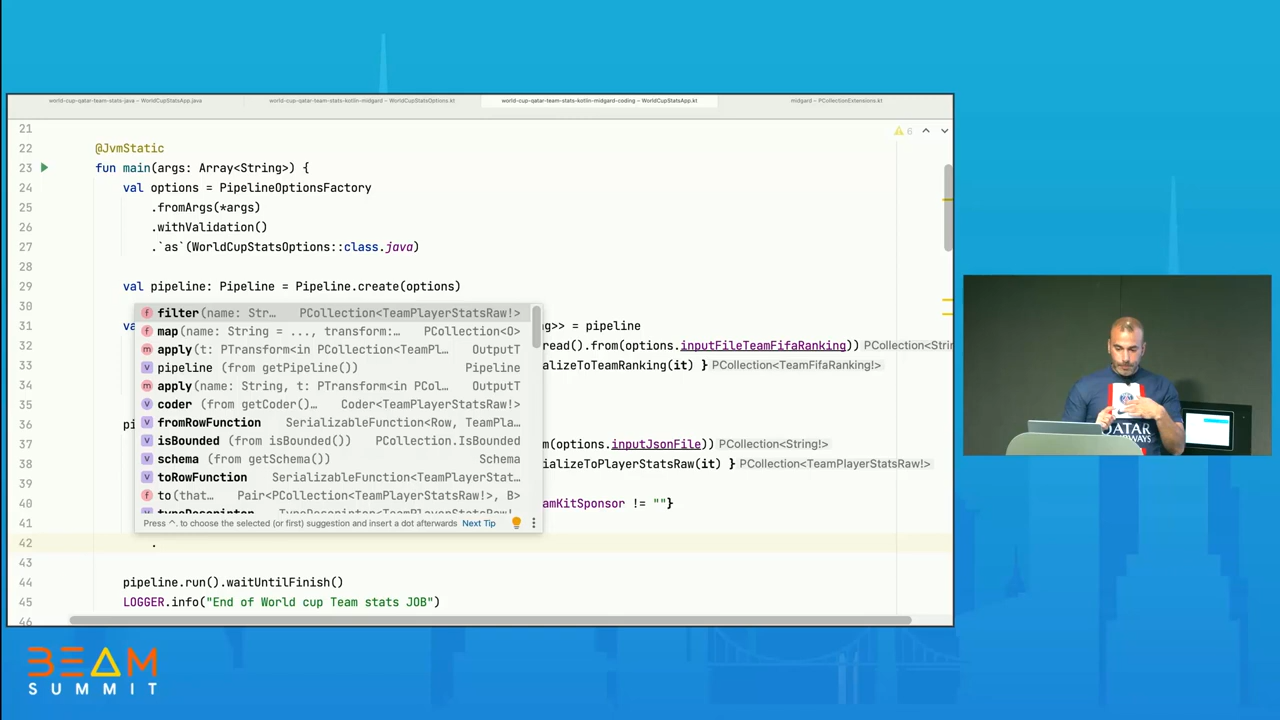 world-cup-qatar-team-stats-java – WorldCupStatsApp.java
world-cup-qatar-team-stats-kotlin-midgard – WorldCupStatsOptions.kt
world-cup-qatar-team-stats-kotlin-midgard-coding – WorldCupStatsApp.kt
midgard – PCollectionExtensions.kt
21
6
22 @JvmStatic
23 fun main(args: Array<String>) {
24 val options = PipelineOptionsFactory
25 .fromArgs(*args)
26 .withValidation()
27 .`as`(WorldCupStatsOptions::class.java)
28
29 val pipeline: Pipeline = Pipeline.create(options)
30
31 va ng>> = pipeline
32 read().from(options.inputFileTeamFifaRanking)) PCollection<Strin
33 alizeToTeamRanking(it) } PCollection<TeamFifaRanking!>
34
35
36 pi
37 m(options.inputJsonFile)) PCollection<String!>
38 ializeToPlayerStatsRaw(it) } PCollection<TeamPlayerStatsRaw!>
39
40 amKitSponsor != ""}
41
42 .
43
44 pipeline.run().waitUntilFinish()
45 LOGGER.info("End of World cup Team stats JOB")
46
f filter(name: Str… PCollection<TeamPlayerStatsRaw!>
f map(name: String = ..., transform:… PCollection<O>
m apply(t: PTransform<in PCollection<TeamPl… OutputT
v pipeline (from getPipeline()) Pipeline
m apply(name: String, t: PTransform<in PCol… OutputT
v coder (from getCoder()… Coder<TeamPlayerStatsRaw!>
v fromRowFunction SerializableFunction<Row, TeamPla…
v isBounded (from isBounded()) PCollection.IsBounded
v schema (from getSchema()) Schema
v toRowFunction SerializableFunction<TeamPlayerStat…
f to(that… Pair<PCollection<TeamPlayerStatsRaw!>, B>
Press ^. to choose the selected (or first) suggestion and insert a dot afterwards Next Tip
QATAR
AIRWAYS
BEAM
SUMMIT